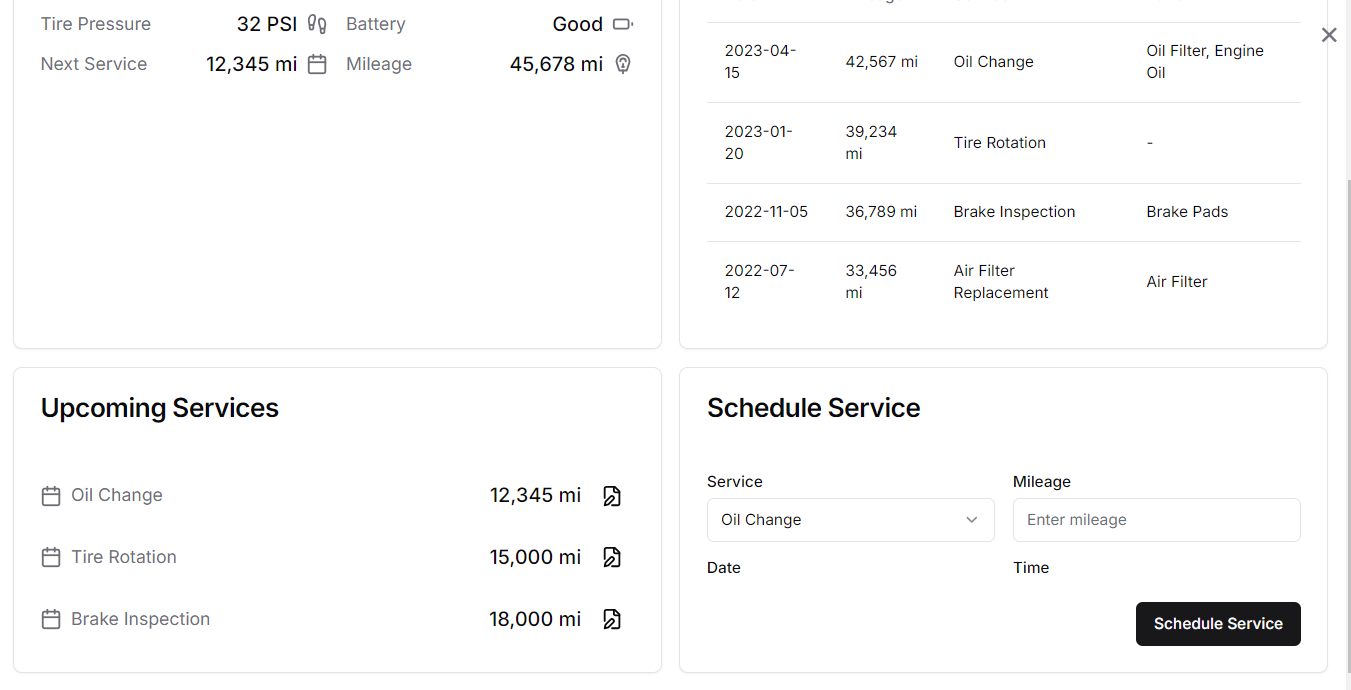 Tire Pressure 32 PSI Battery Good
Next Service 12,345 mi Mileage 45,678 mi
2023-04-
15
42,567 mi
Oil Change
Oil Filter, Engine
Oil
2023-01-
20
39,234
mi
Tire Rotation
-
2022-11-05 36,789 mi Brake Inspection Brake Pads
2022-07-
12
33,456
mi
Air Filter
Replacement
Air Filter
Upcoming Services
Oil Change 12,345 mi
Tire Rotation 15,000 mi
Brake Inspection 18,000 mi
Schedule Service
Service Mileage
Oil Change Enter mileage
Date Time
Schedule Service